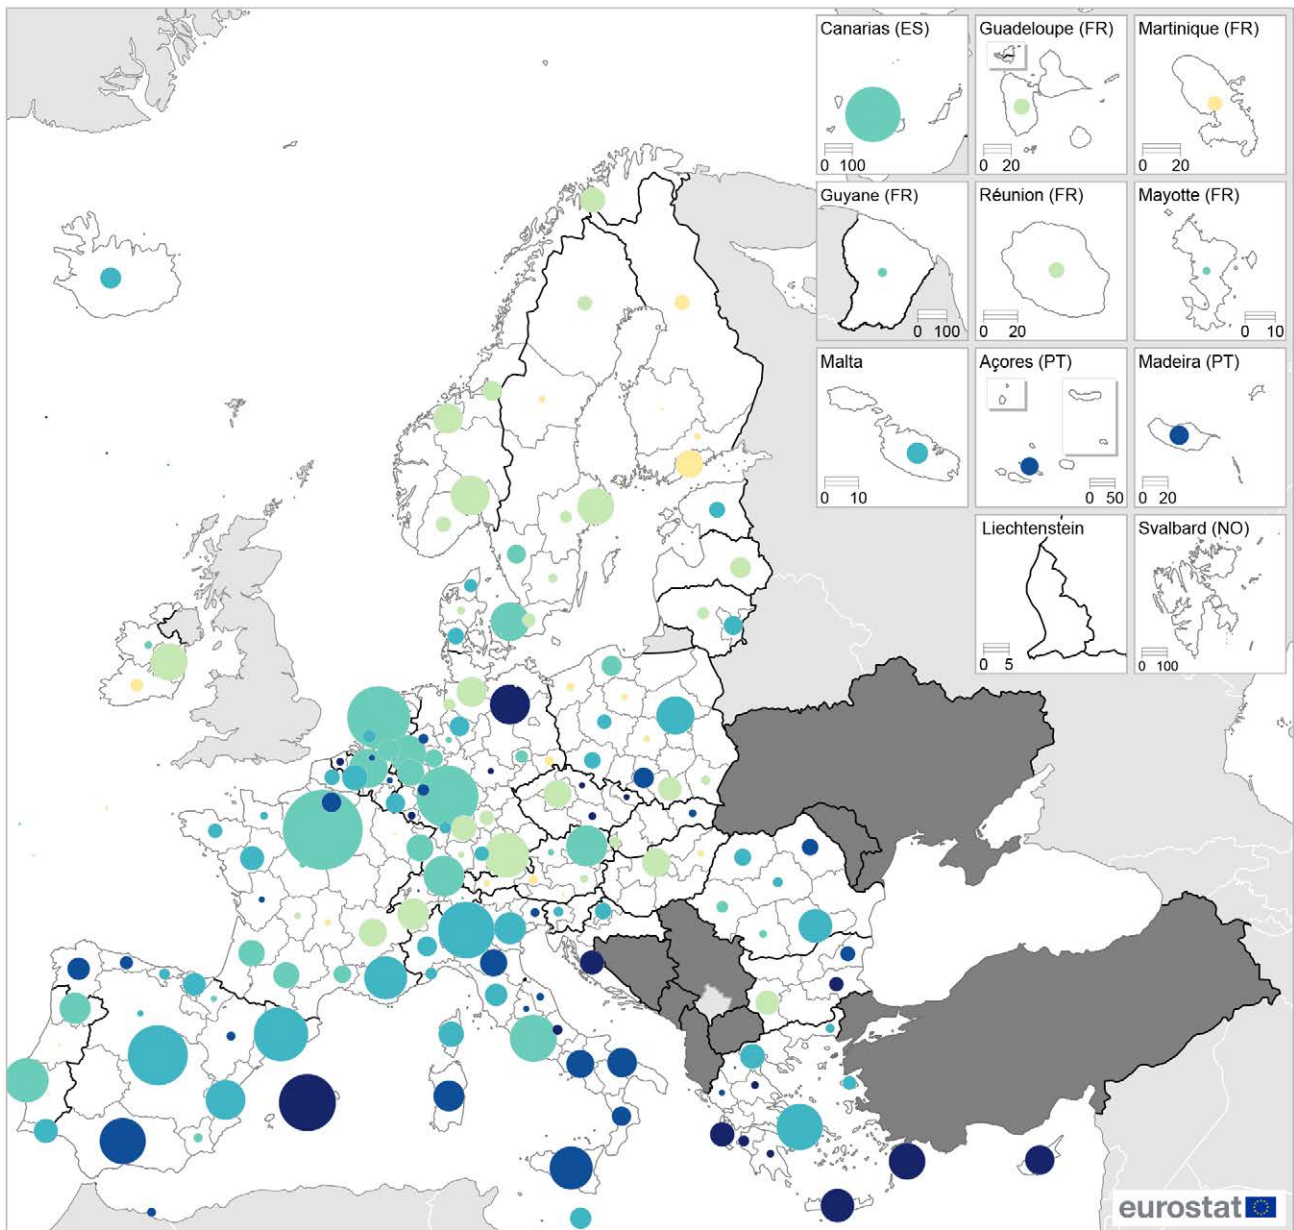 Canarias (ES)
0 100
Guadeloupe (FR)
0 20
Martinique (FR)
0 20
Guyane (FR)
0 100
Réunion (FR)
0 20
Mayotte (FR)
0 10
Malta
0 10
Açores (PT)
0 50
Madeira (PT)
0 20
Liechtenstein
0 5
Svalbard (NO)
0 100
eurostat